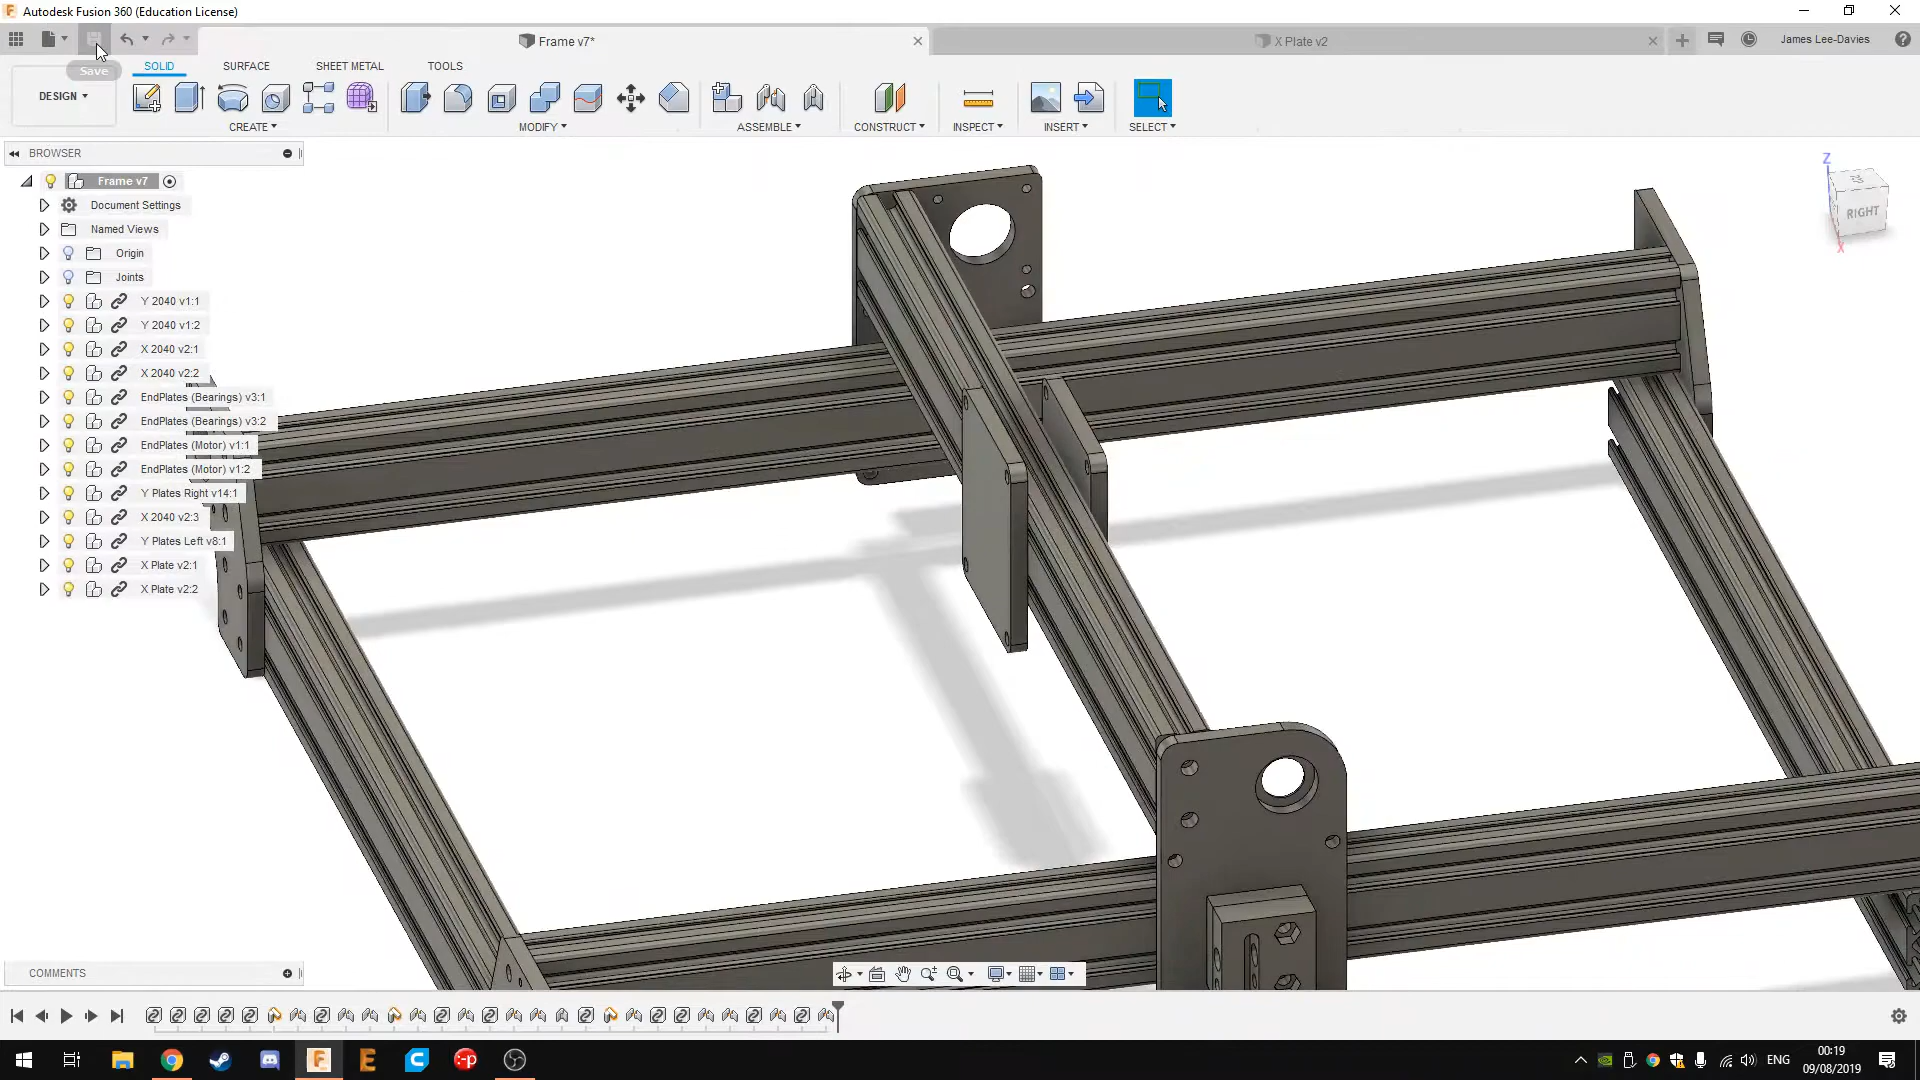 Autodesk Fusion 360 (Education License)
Frame v7*
X Plate v2
James Lee-Davies
Save
SOLID
SURFACE
SHEET METAL
TOOLS
DESIGN
CREATE
MODIFY
ASSEMBLE
CONSTRUCT
INSPECT
INSERT
SELECT
BROWSER
Frame v7
Document Settings
Named Views
Origin
Joints
Y 2040 v1:1
Y 2040 v1:2
X 2040 v2:1
X 2040 v2:2
EndPlates (Bearings) v3:1
EndPlates (Bearings) v3:2
EndPlates (Motor) v1:1
EndPlates (Motor) v1:2
Y Plates Right v14:1
X 2040 v2:3
Y Plates Left v8:1
X Plate v2:1
X Plate v2:2
Z
RIGHT
X
COMMENTS
ENG
00:19
09/08/2019